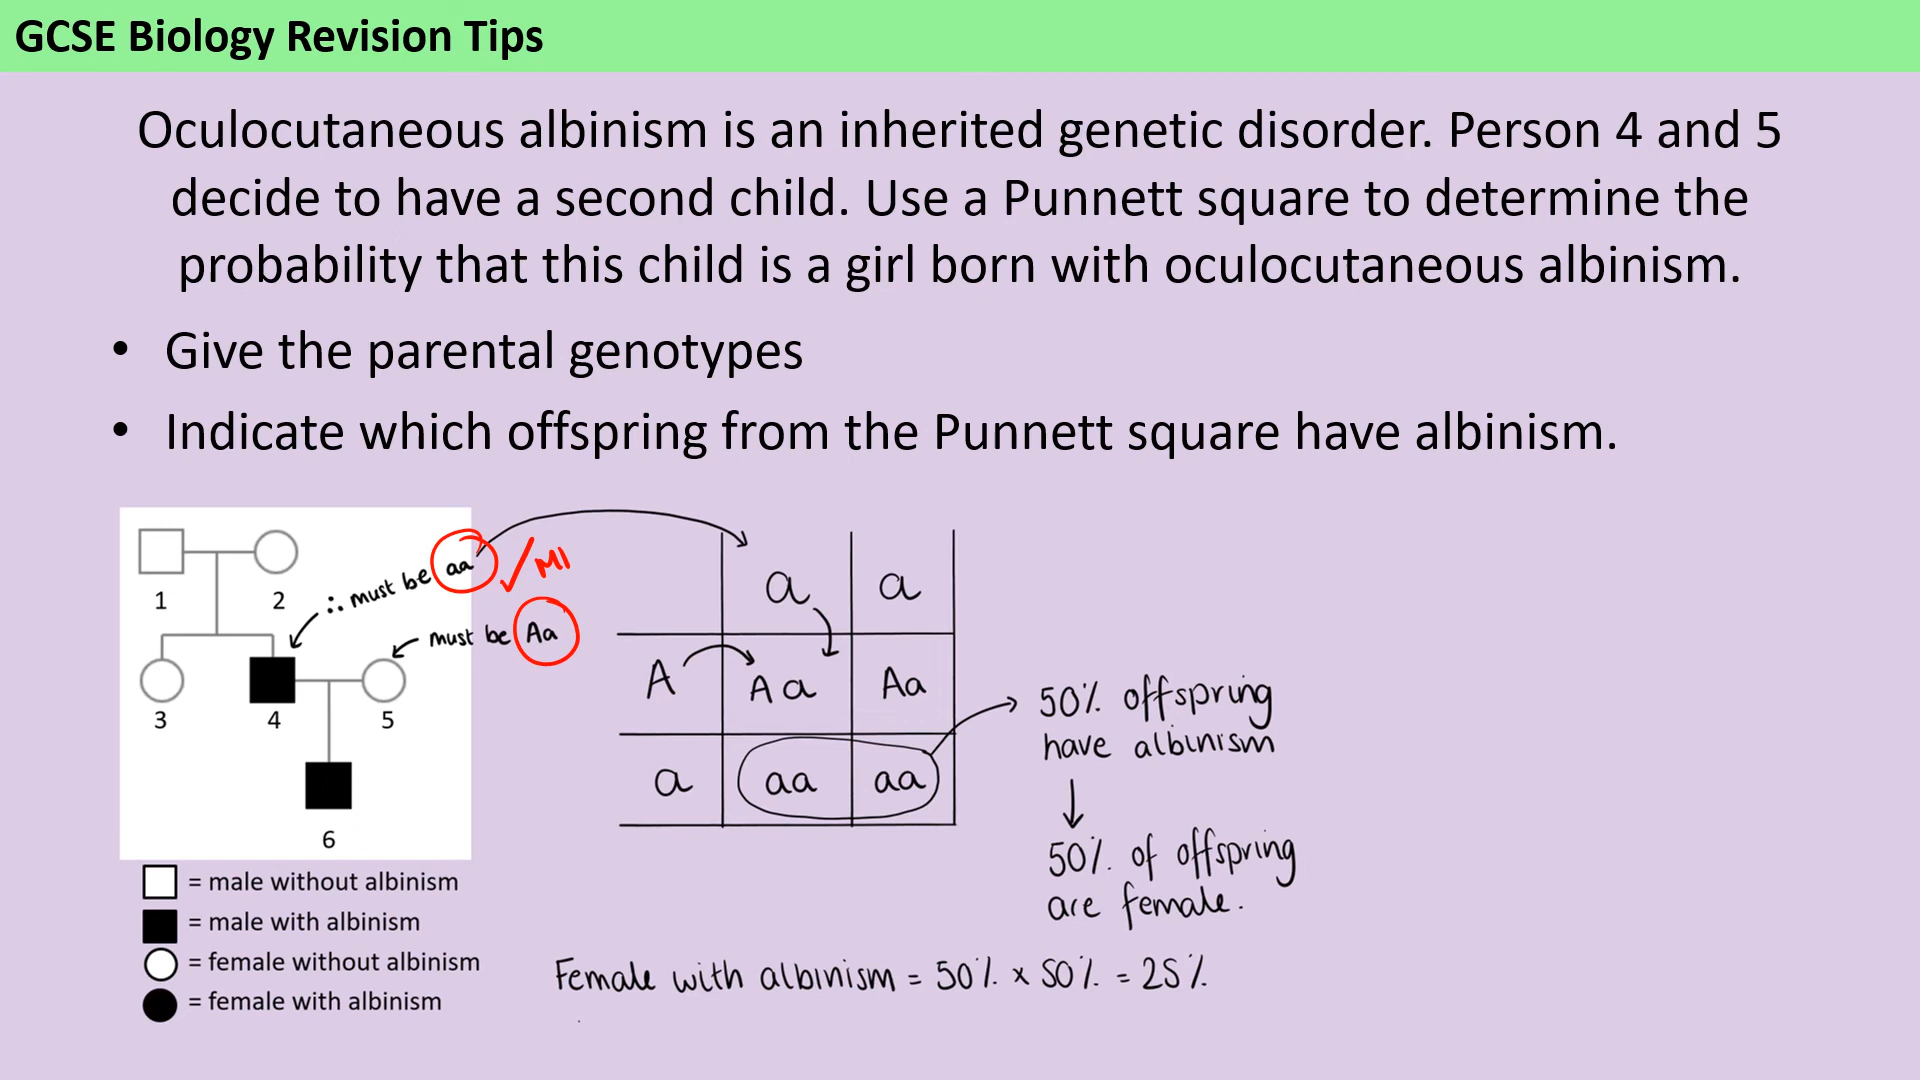 GCSE Biology Revision Tips
Oculocutaneous albinism is an inherited genetic disorder. Person 4 and 5
decide to have a second child. Use a Punnett square to determine the
probability that this child is a girl born with oculocutaneous albinism.
• Give the parental genotypes
• Indicate which offspring from the Punnett square have albinism.
∴ must be aa ✓ M1
1 2
must be Aa
3 4 5
6
a a
A Aa Aa
a aa aa
50% offspring
have albinism
50% of offspring
are female.
= male without albinism
= male with albinism
= female without albinism
= female with albinism
Female with albinism = 50% × 50% = 25%